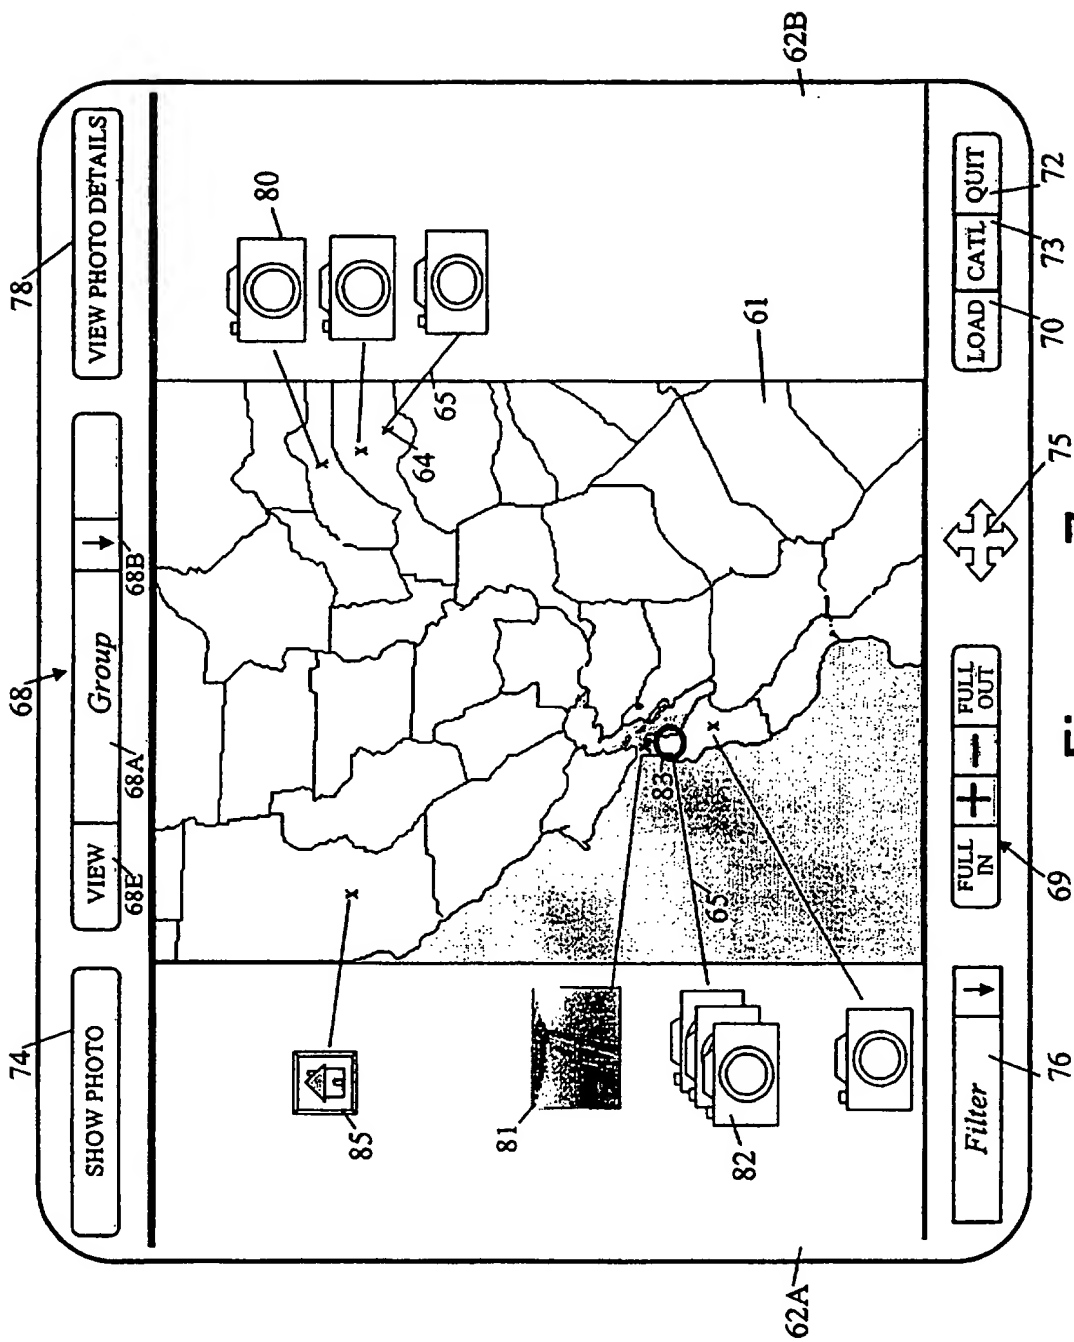 74
68
78
SHOW PHOTO
VIEW
Group
VIEW PHOTO DETAILS
68E
68A
68B
80
85
64
65
81
83
65
82
61
62A
62B
Filter
FULL
IN
+
−
FULL
OUT
LOAD
CATL
QUIT
76
69
75
70
73
72